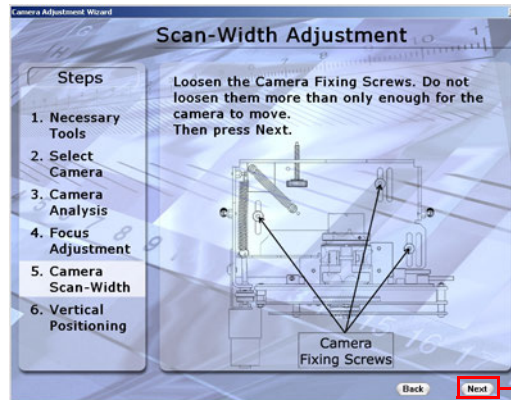 Camera Adjustment Wizard
Scan-Width Adjustment
Steps
1. Necessary
Tools
2. Select
Camera
3. Camera
Analysis
4. Focus
Adjustment
5. Camera
Scan-Width
6. Vertical
Positioning
Loosen the Camera Fixing Screws. Do not
loosen them more than only enough for the
camera to move.
Then press Next.
Camera
Fixing Screws
Back
Next